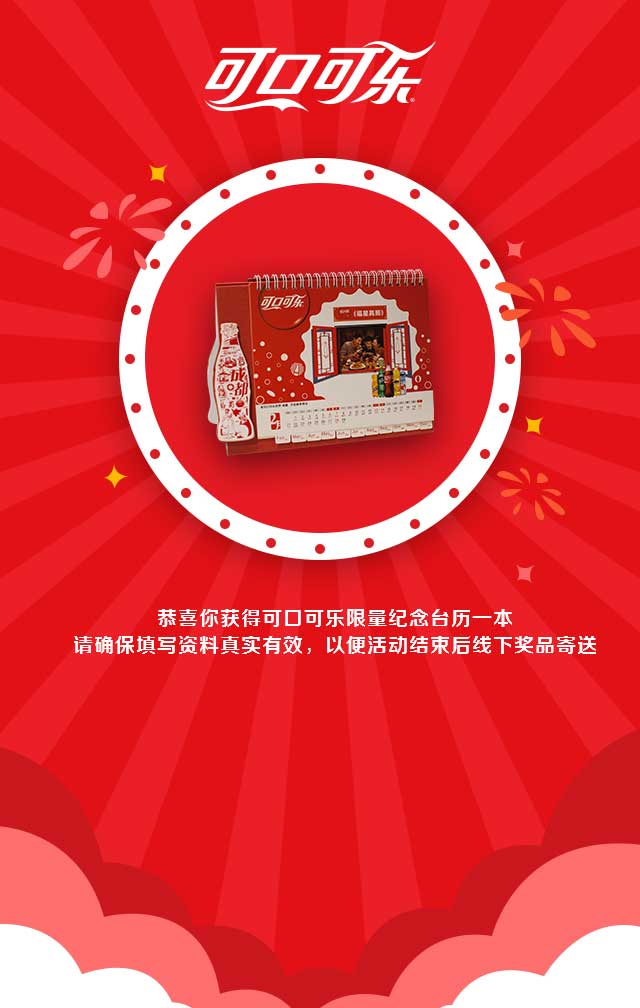 可口可乐
可口可乐
《福星高照》
成都
恭喜你获得可口可乐限量纪念台历一本
请确保填写资料真实有效，以便活动结束后线下奖品寄送